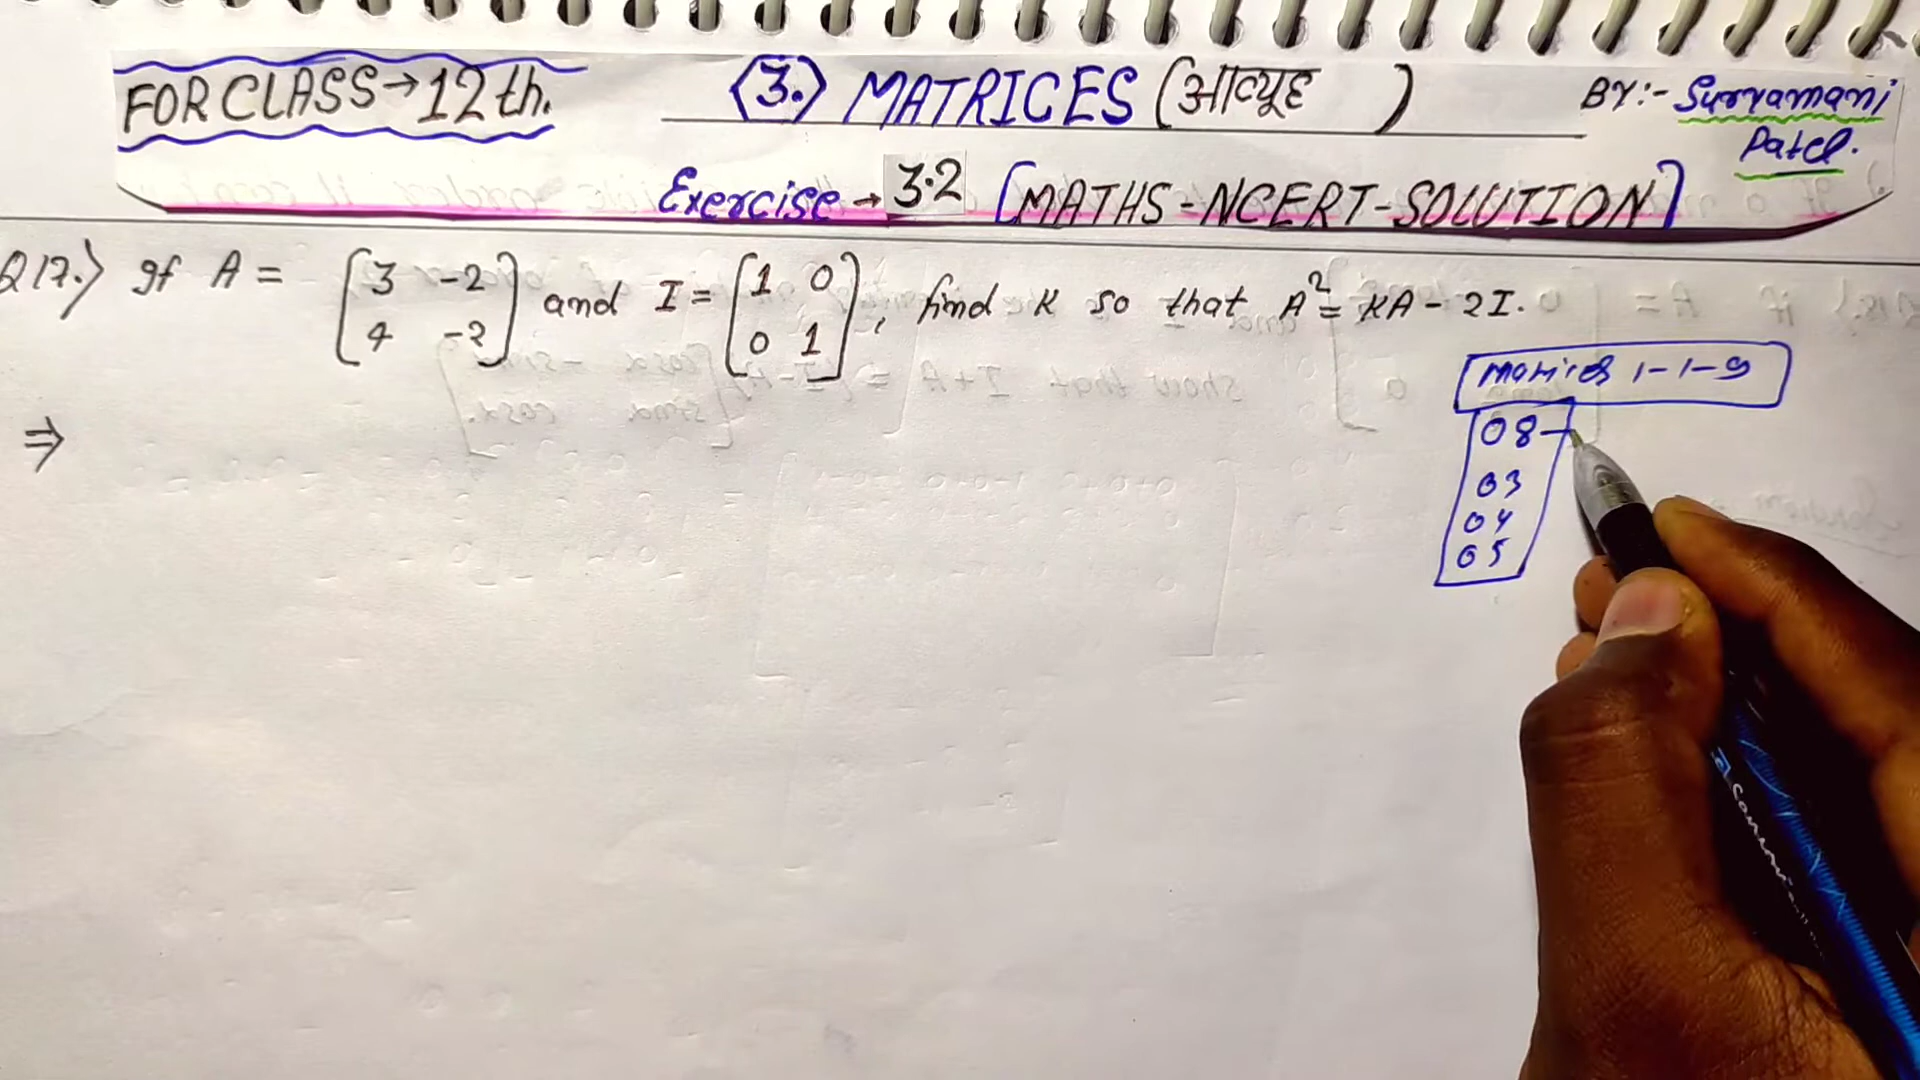 FOR CLASS → 12th.
<3.> MATRICES (आव्यूह )
BY:- Suryamani Patel.
Exercise → 3.2 [MATHS-NCERT-SOLUTION]
Q17.> If A = [3 -2 4 -2] and I = [1 0 0 1], find K so that A² = KA - 2I.
⇒
1-1-9
08 -
03
04
05